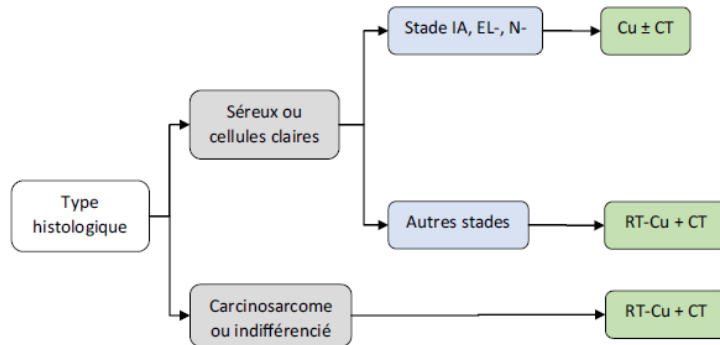 Stade IA, EL-, N-
Cu ± CT
Séreux ou
cellules claires
Type
histologique
Autres stades
RT-Cu + CT
Carcinosarcome
ou indifférencié
RT-Cu + CT